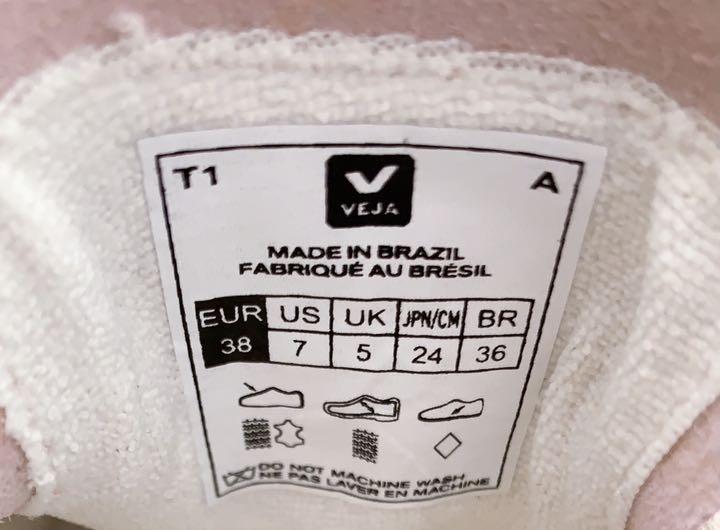 T1 VEJA A
MADE IN BRAZIL
FABRIQUÉ AU BRÉSIL
EUR US UK JPN/CM BR
38 7 5 24 36
DO NOT MACHINE WASH
NE PAS LAVER EN MACHINE